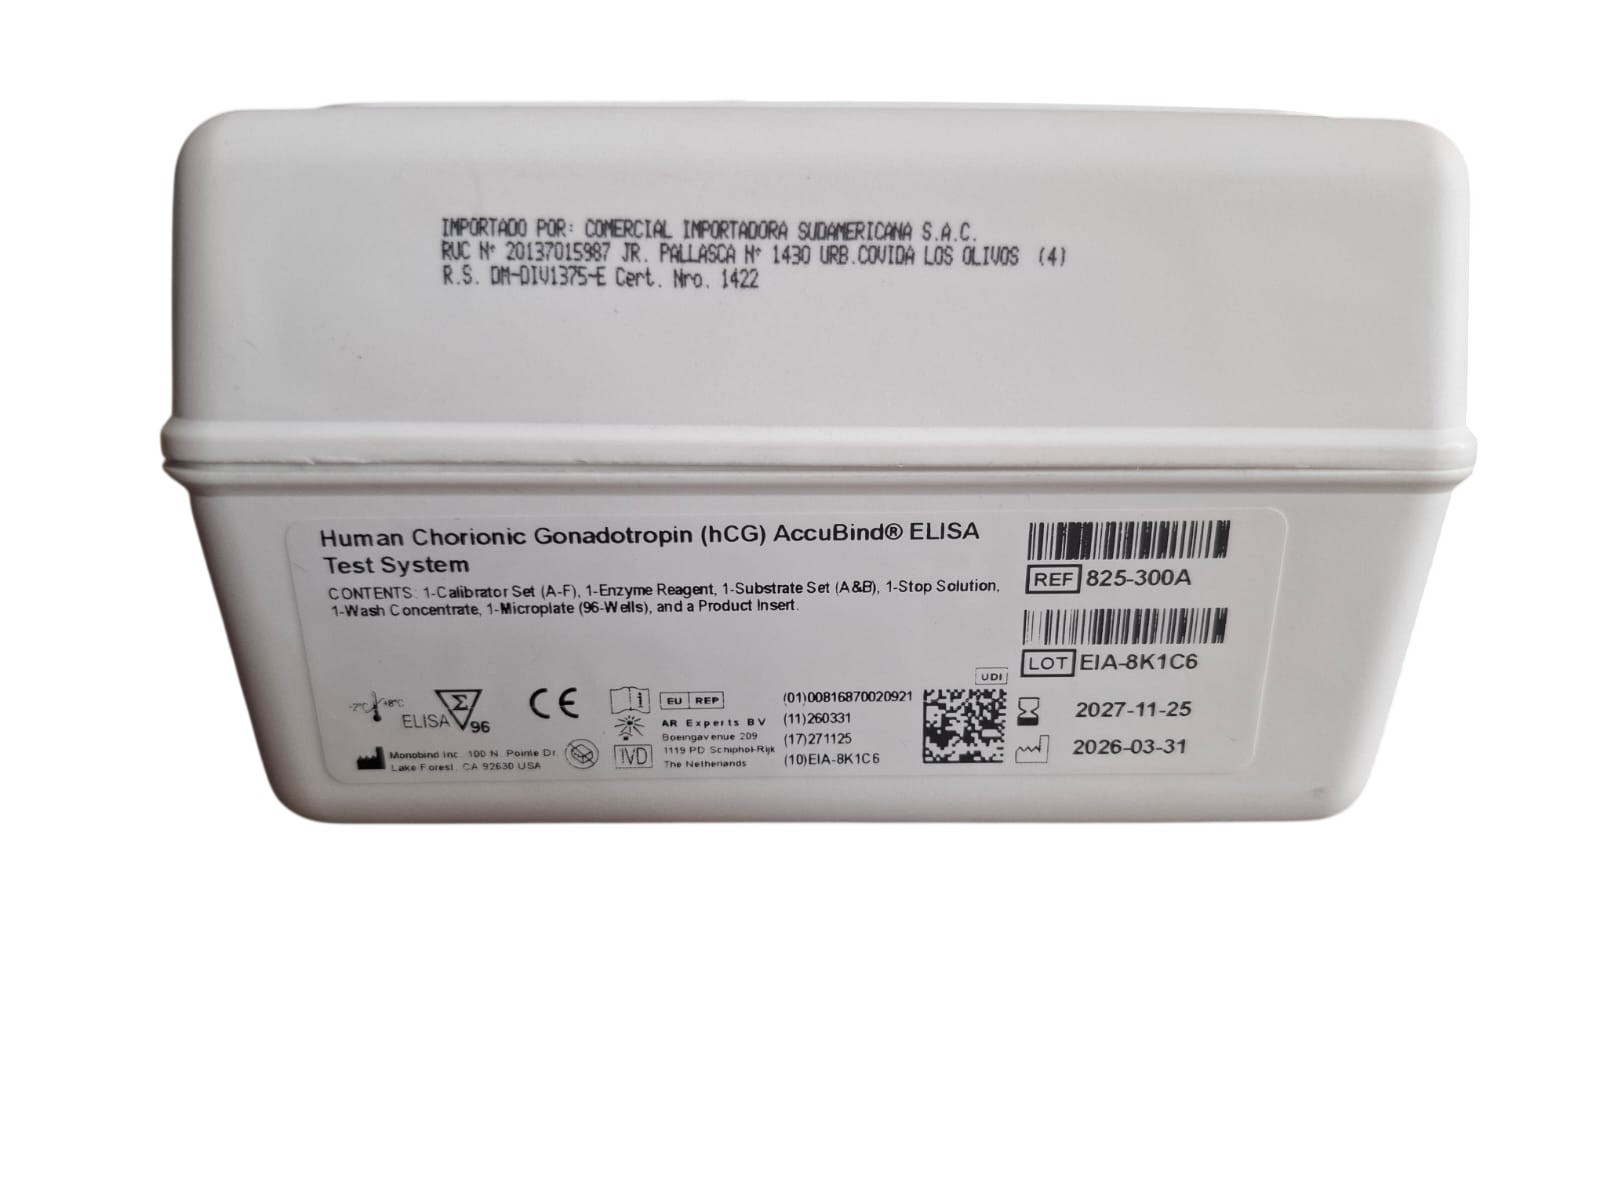 IMPORTADO POR: COMERCIAL IMPORTADORA SUDAMERICANA S.A.C.
RUC N° 20137015987 JR. PALLASCA N° 1430 URB.COVIDA LOS OLIVOS (4)
R.S. DM-DIV1375-E Cert. Nro. 1422
Human Chorionic Gonadotropin (hCG) AccuBind® ELISA
Test System
CONTENTS: 1-Calibrator Set (A-F), 1-Enzyme Reagent, 1-Substrate Set (A&B), 1-Stop Solution,
1-Wash Concentrate, 1-Microplate (96-Wells), and a Product Insert.
REF 825-300A
LOT EIA-8K1C6
-2°C +8°C
ELISA Σ 96
CE
Monobind Inc. 100 N. Pointe Dr.
Lake Forest, CA 92630 USA
i
IVD
EU REP
AR Experts BV
Boeingavenue 209
1119 PD Schiphol-Rijk
The Netherlands
(01)00816870020921
(11)260331
(17)271125
(10)EIA-8K1C6
UDI
2027-11-25
2026-03-31